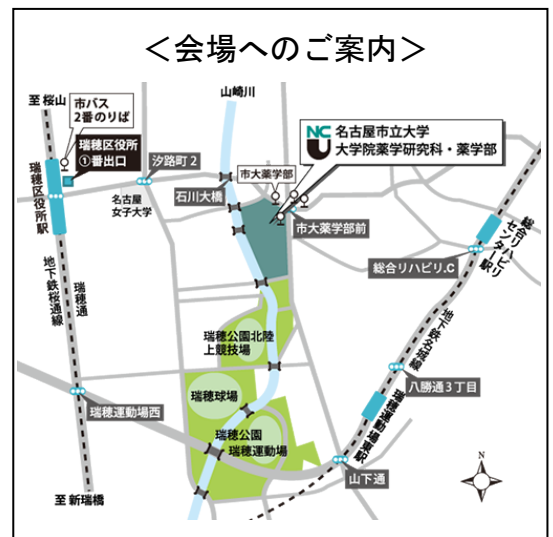 ＜会場へのご案内＞
至 桜山
市バス
2番のりば
山崎川
瑞穂区役所
①番出口
NCU
名古屋市立大学
大学院薬学研究科・薬学部
汐路町 2
市大薬学部
瑞穂区役所駅
名古屋
女子大学
石川大橋
市大薬学部前
総合リハビリ
センター駅
総合リハビリ.C
地下鉄桜通線
瑞穂通
地下鉄名城線
瑞穂公園北陸
上競技場
八勝通３丁目
瑞穂球場
瑞穂運動場西
瑞穂運動場東駅
瑞穂公園
瑞穂運動場
山下通
至 新瑞橋
N